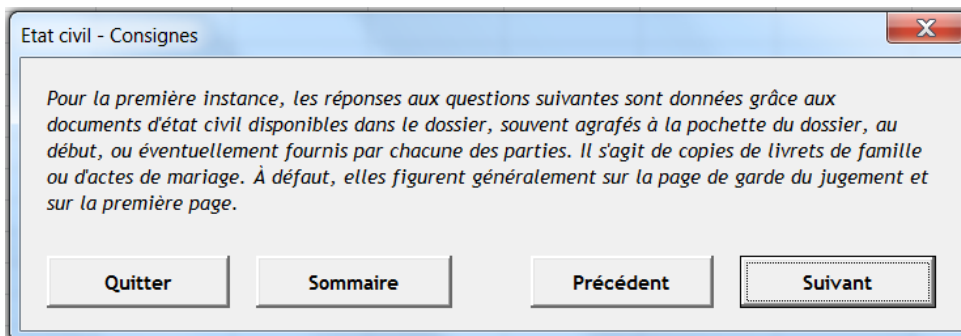 Etat civil - Consignes
Pour la première instance, les réponses aux questions suivantes sont données grâce aux
documents d'état civil disponibles dans le dossier, souvent agrafés à la pochette du dossier, au
début, ou éventuellement fournis par chacune des parties. Il s'agit de copies de livrets de famille
ou d'actes de mariage. À défaut, elles figurent généralement sur la page de garde du jugement et
sur la première page.
Quitter Sommaire Précédent Suivant